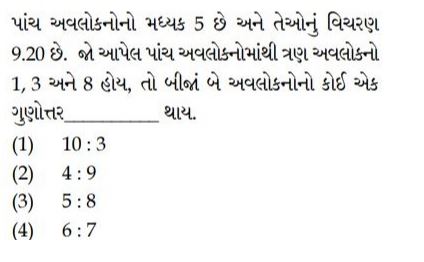 પાંચ અવલોકનોનો મધ્યક 5 છે અને તેઓનું વિચરણ
9.20 છે. જો આપેલ પાંચ અવલોકનોમાંથી ત્રણ અવલોકનો
1, 3 અને 8 હોય, તો બીજાં બે અવલોકનોનો કોઈ એક
ગુણોત્તર__________ થાય.
(1) 10 : 3
(2) 4 : 9
(3) 5 : 8
(4) 6 : 7